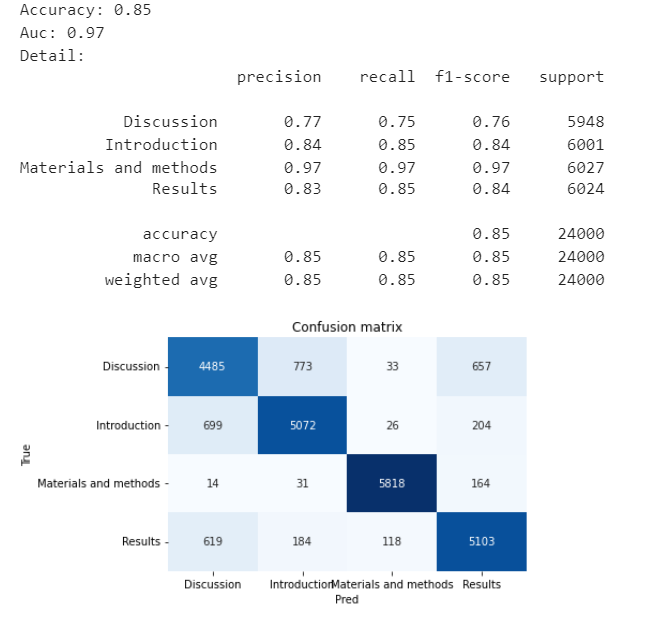 Accuracy: 0.85
Auc: 0.97
Detail:
precision recall f1-score support
Discussion 0.77 0.75 0.76 5948
Introduction 0.84 0.85 0.84 6001
Materials and methods 0.97 0.97 0.97 6027
Results 0.83 0.85 0.84 6024
accuracy 0.85 24000
macro avg 0.85 0.85 0.85 24000
weighted avg 0.85 0.85 0.85 24000
Confusion matrix
Discussion 4485 773 33 657
Introduction 699 5072 26 204
True
Materials and methods 14 31 5818 164
Results 619 184 118 5103
Discussion Introduction Materials and methods Results
Pred